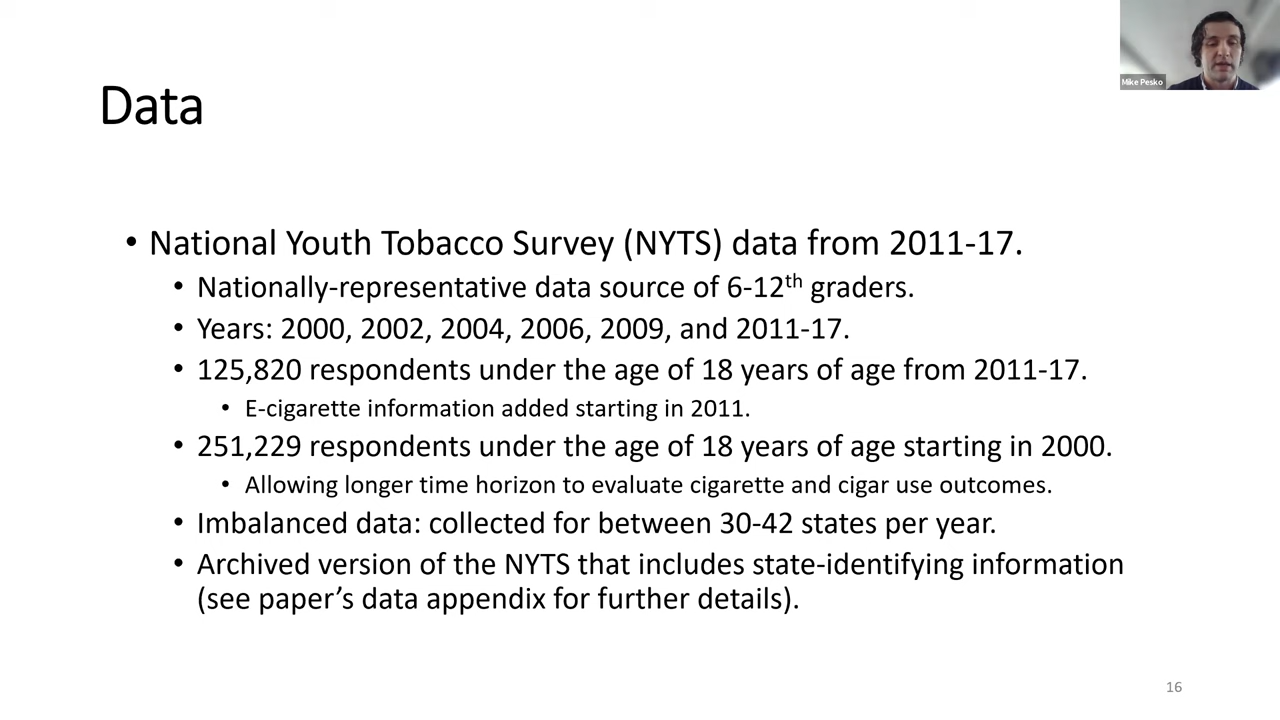 Mike Pesko
Data
• National Youth Tobacco Survey (NYTS) data from 2011-17.
• Nationally-representative data source of 6-12th graders.
• Years: 2000, 2002, 2004, 2006, 2009, and 2011-17.
• 125,820 respondents under the age of 18 years of age from 2011-17.
• E-cigarette information added starting in 2011.
• 251,229 respondents under the age of 18 years of age starting in 2000.
• Allowing longer time horizon to evaluate cigarette and cigar use outcomes.
• Imbalanced data: collected for between 30-42 states per year.
• Archived version of the NYTS that includes state-identifying information
(see paper’s data appendix for further details).
16